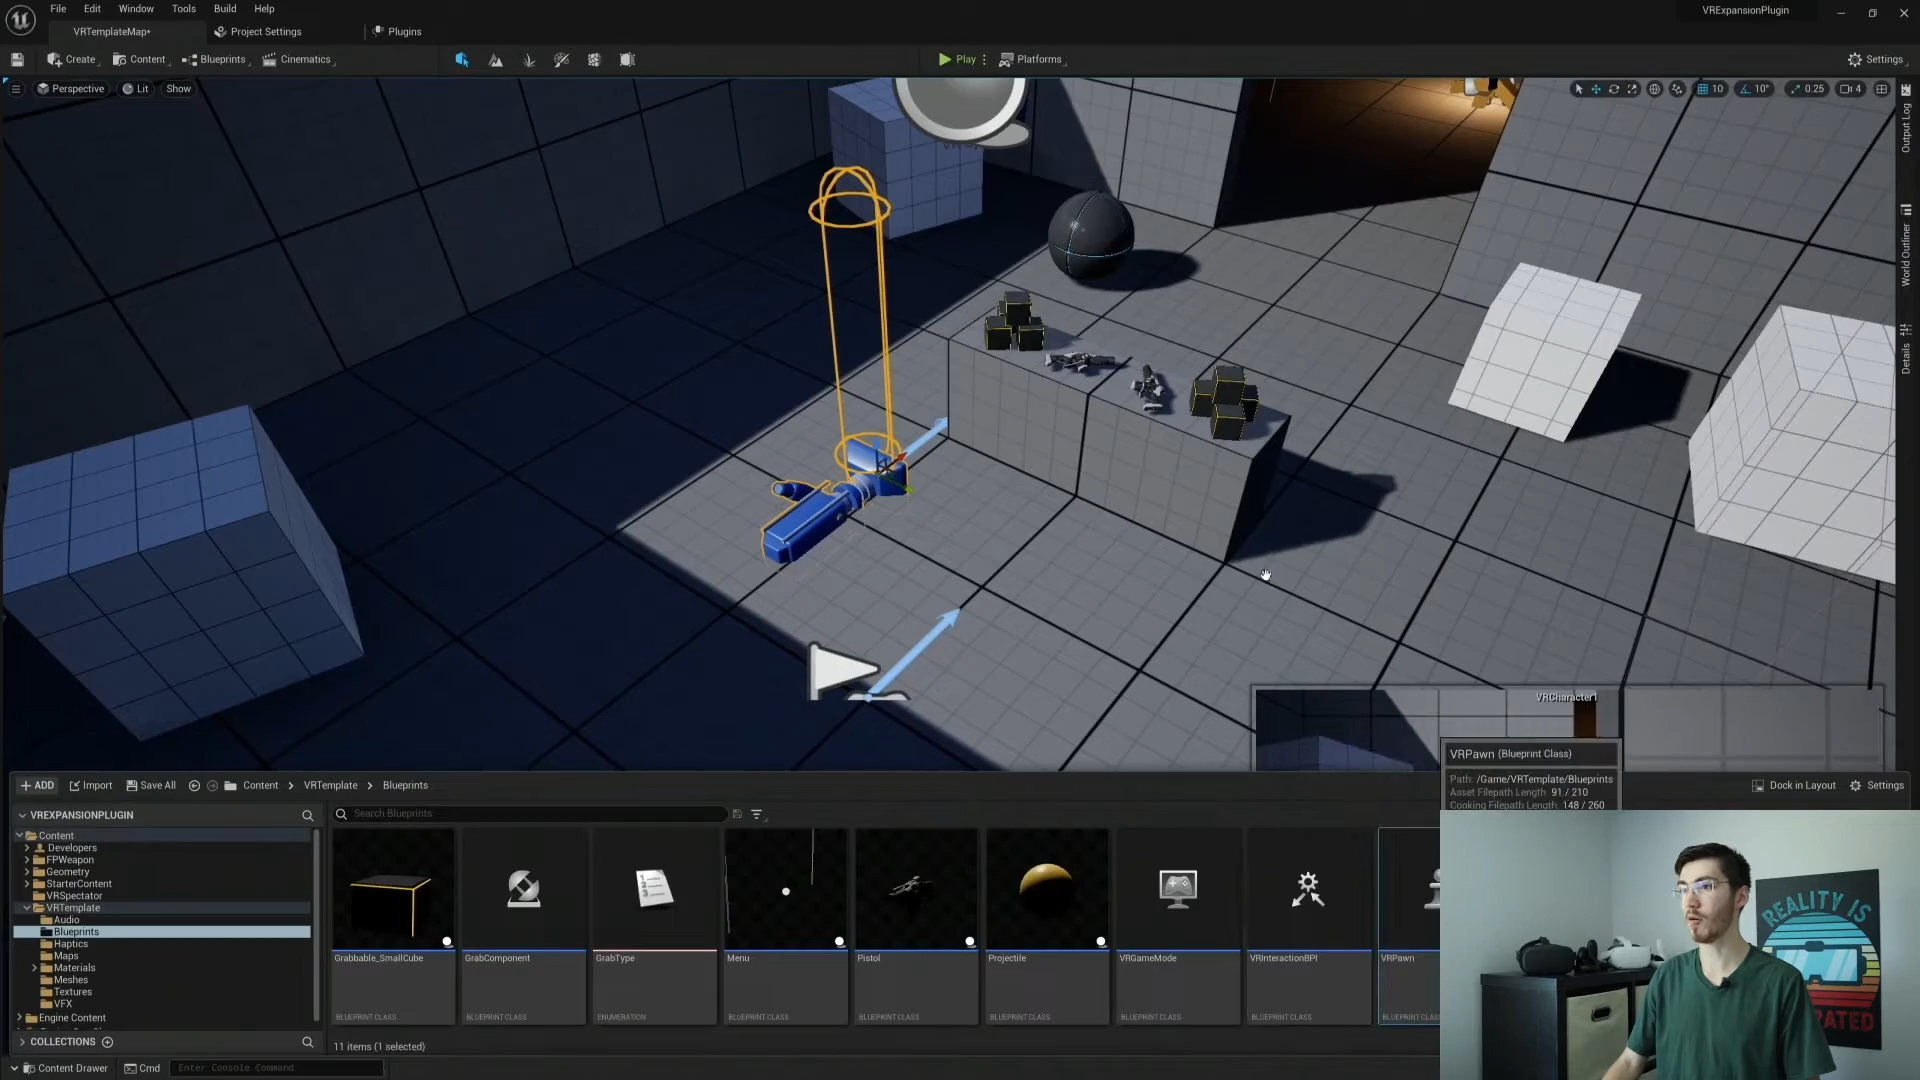 File Edit Window Tools Build Help
VRExpansionPlugin
VRTemplateMap* Project Settings Plugins
Create Content Blueprints Cinematics Play Platforms Settings
Perspective Lit Show 10 10° 0.25 4
Output Log
World Outliner
Details
VRCharacter1
VRPawn (Blueprint Class)
Path: /Game/VRTemplate/Blueprints
Asset Filepath Length: 91 / 210
Cooking Filepath Length: 148 / 260
ADD Import Save All Content VRTemplate Blueprints Dock in Layout Settings
VREXPANSIONPLUGIN
Search Blueprints
Content
Developers
FPWeapon
Geometry
StarterContent
VRSpectator
VRTemplate
Audio
Blueprints
Haptics
Maps
Materials
Meshes
Textures
VFX
Engine Content
COLLECTIONS
Grabbable_SmallCube GrabComponent GrabType Menu Pistol Projectile VRGameMode VRInteractionBPI VRPawn
BLUEPRINT CLASS BLUEPRINT CLASS ENUMERATION BLUEPRINT CLASS BLUEPRINT CLASS BLUEPRINT CLASS BLUEPRINT CLASS BLUEPRINT CLASS BLUEPRINT CLASS
11 items (1 selected)
Content Drawer Cmd Enter Console Command
REALITY IS